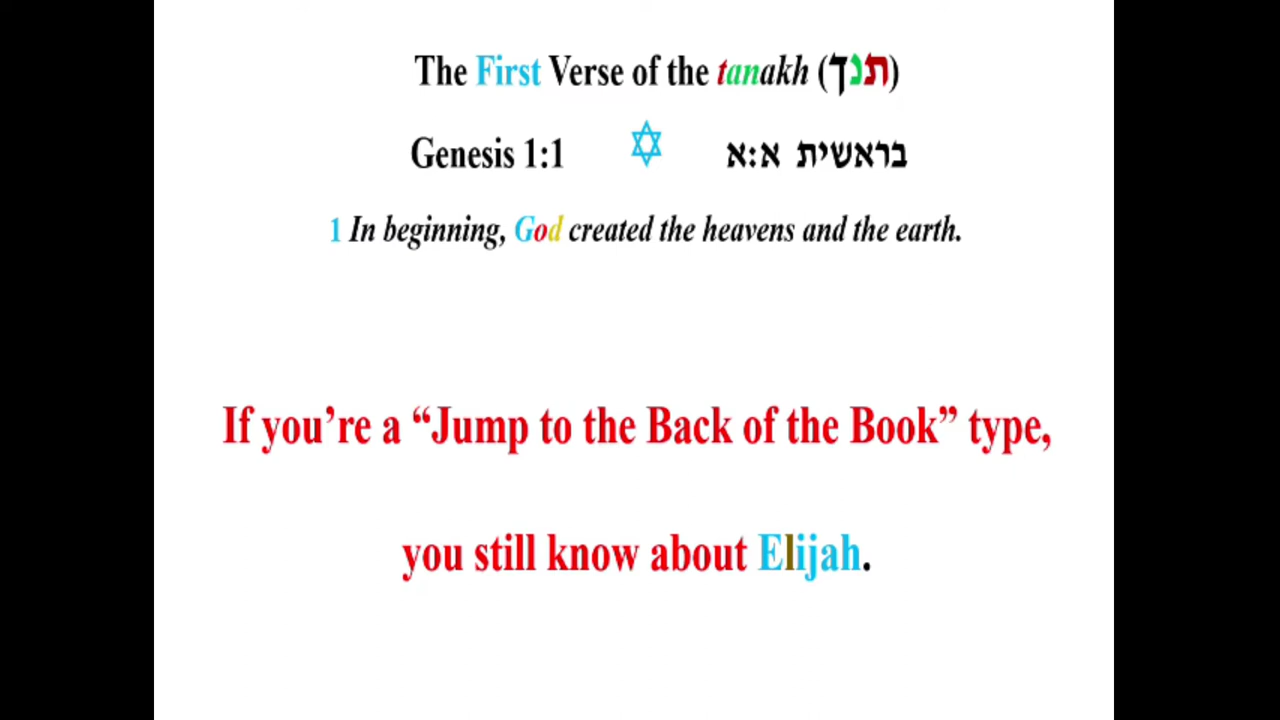 The First Verse of the tanakh (תנך)
Genesis 1:1 ✡ בראשית א:א
1 In beginning, God created the heavens and the earth.
If you’re a “Jump to the Back of the Book” type,
you still know about Elijah.